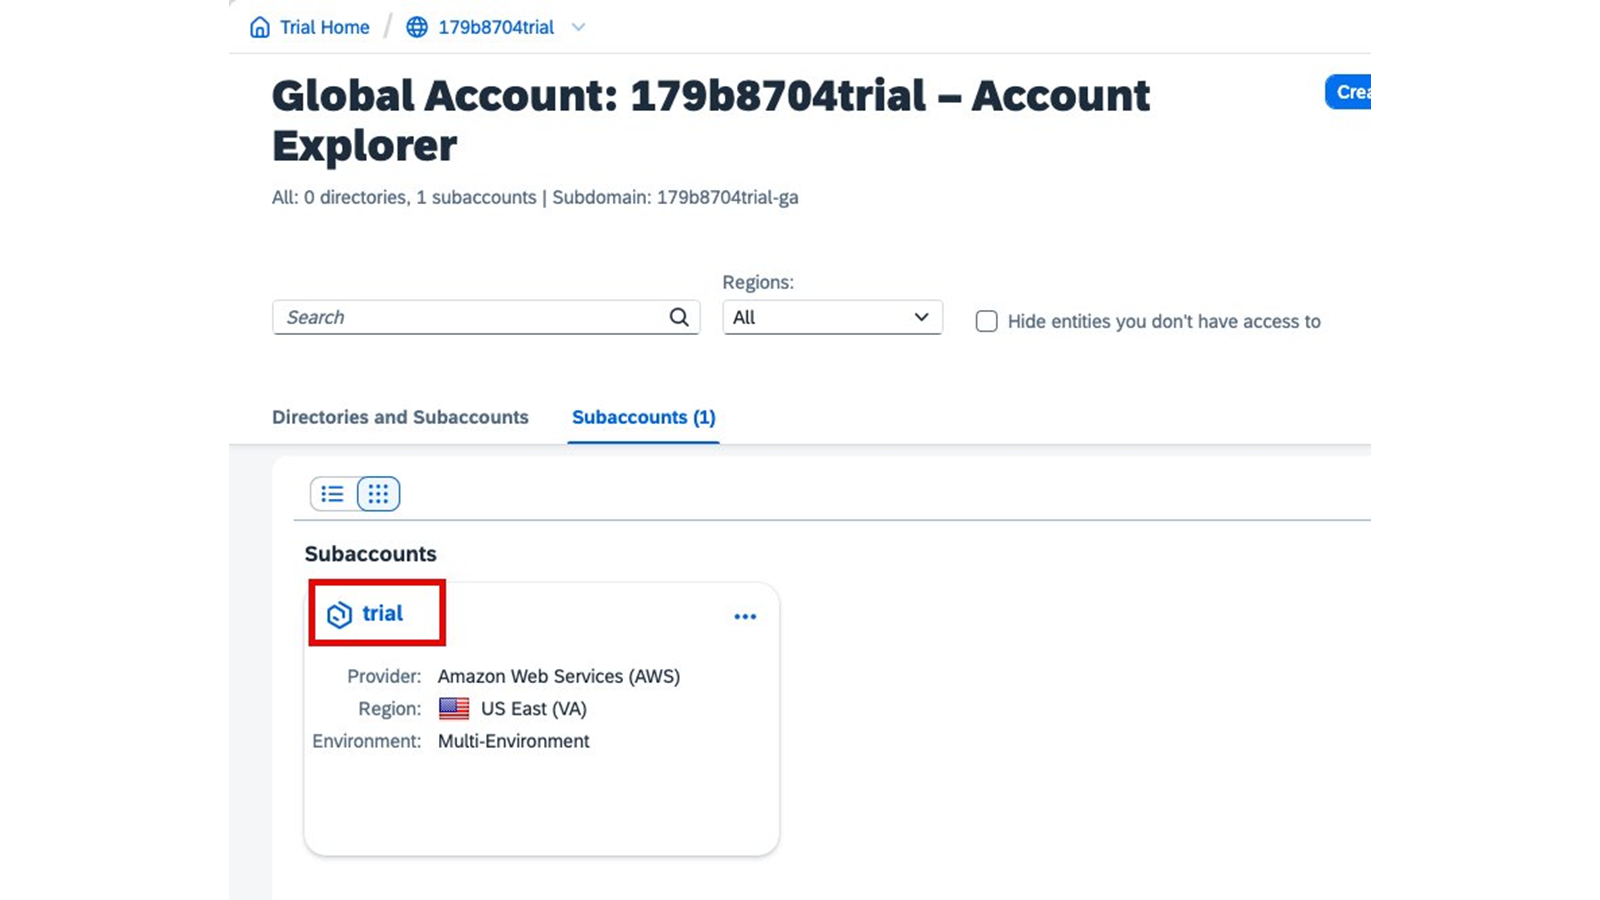 Trial Home / 179b8704trial
Global Account: 179b8704trial – Account
Explorer
Crea
All: 0 directories, 1 subaccounts | Subdomain: 179b8704trial-ga
Regions:
Search
All
Hide entities you don't have access to
Directories and Subaccounts
Subaccounts (1)
Subaccounts
trial
Provider: Amazon Web Services (AWS)
Region: US East (VA)
Environment: Multi-Environment